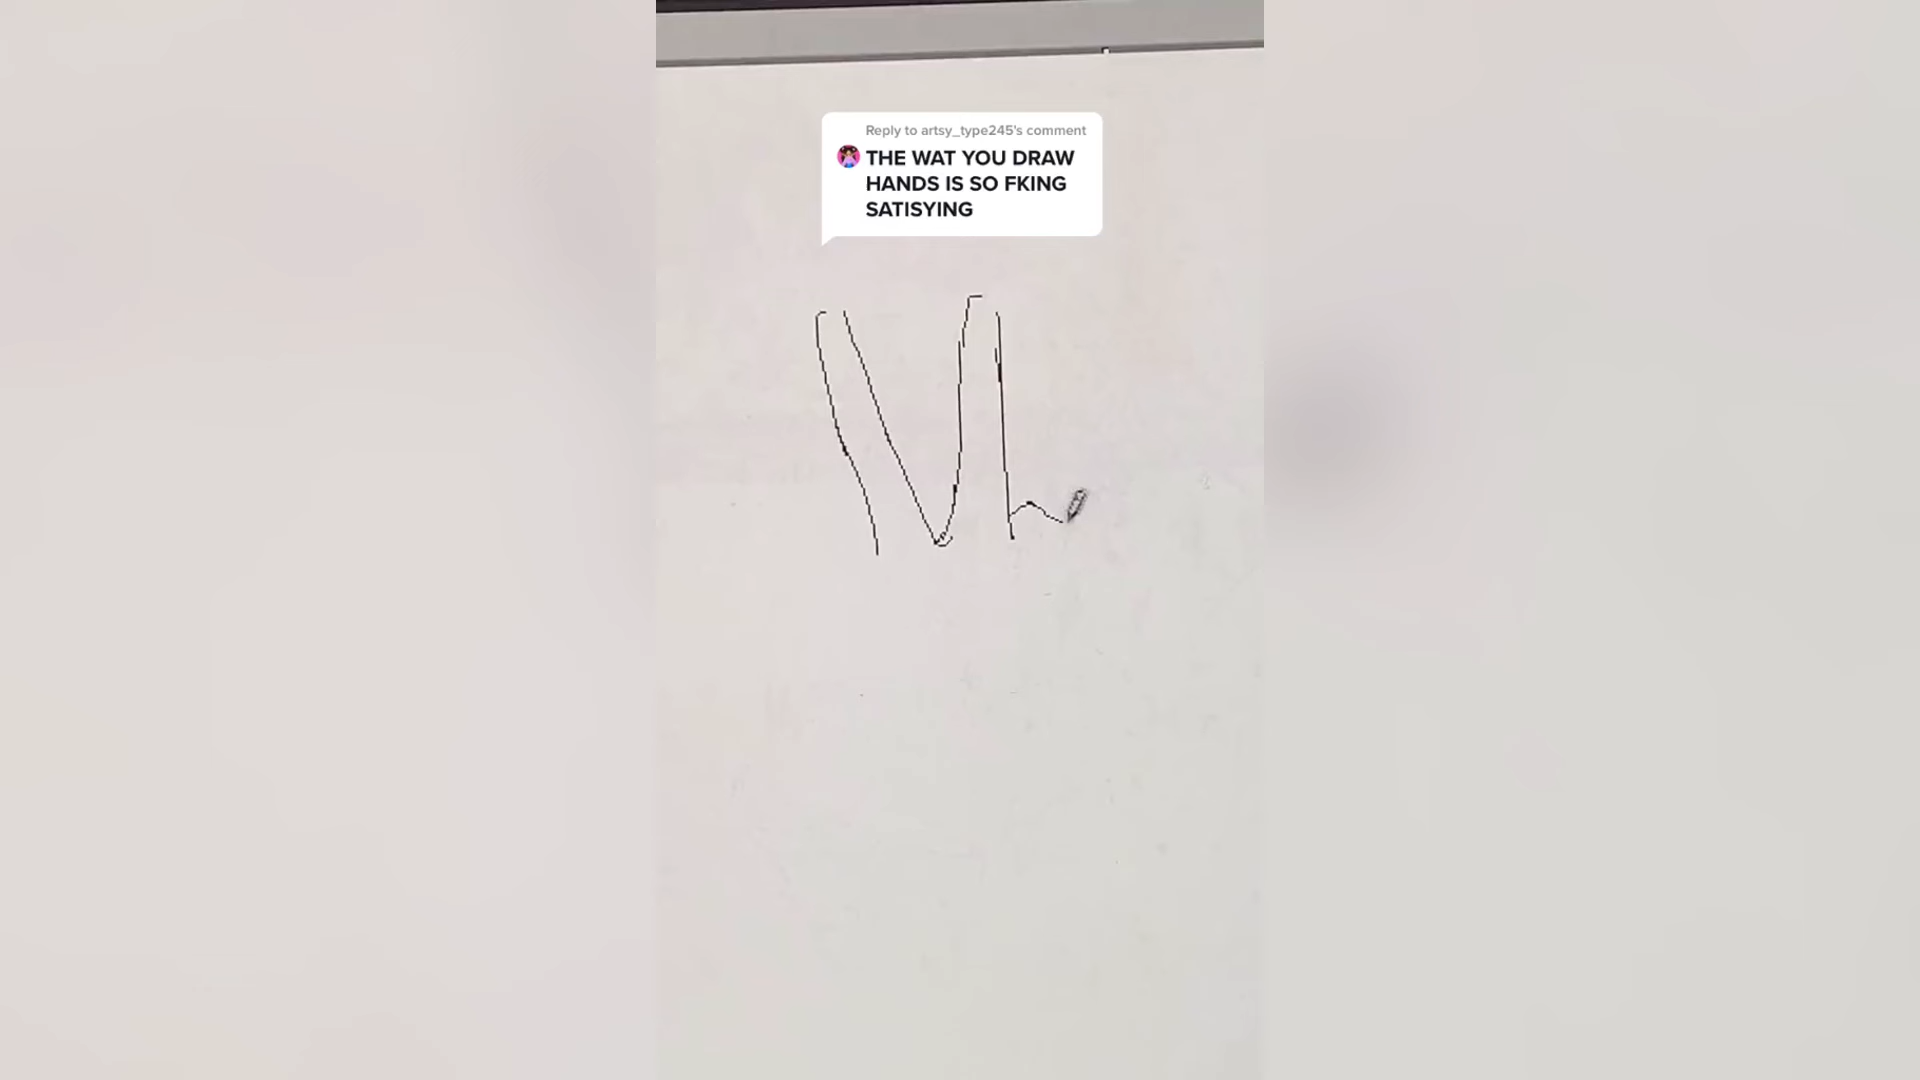 Reply to artsy_type245's comment
THE WAT YOU DRAW
HANDS IS SO FKING
SATISYING